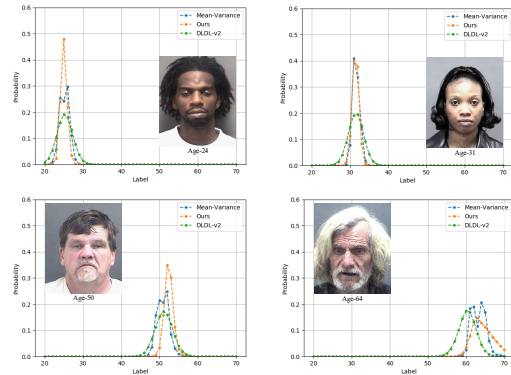 0.6
0.5
0.4
0.3
0.2
0.1
0.0
Probability
20 30 40 50 60 70
Label
Mean-Variance
Ours
DLDL-v2
Age-24
0.6
0.5
0.4
0.3
0.2
0.1
0.0
Probability
20 30 40 50 60 70
Label
Mean-Variance
Ours
DLDL-v2
Age-31
0.6
0.5
0.4
0.3
0.2
0.1
0.0
Probability
20 30 40 50 60 70
Label
Mean-Variance
Ours
DLDL-v2
Age-50
0.6
0.5
0.4
0.3
0.2
0.1
0.0
Probability
20 30 40 50 60 70
Label
Mean-Variance
Ours
DLDL-v2
Age-64